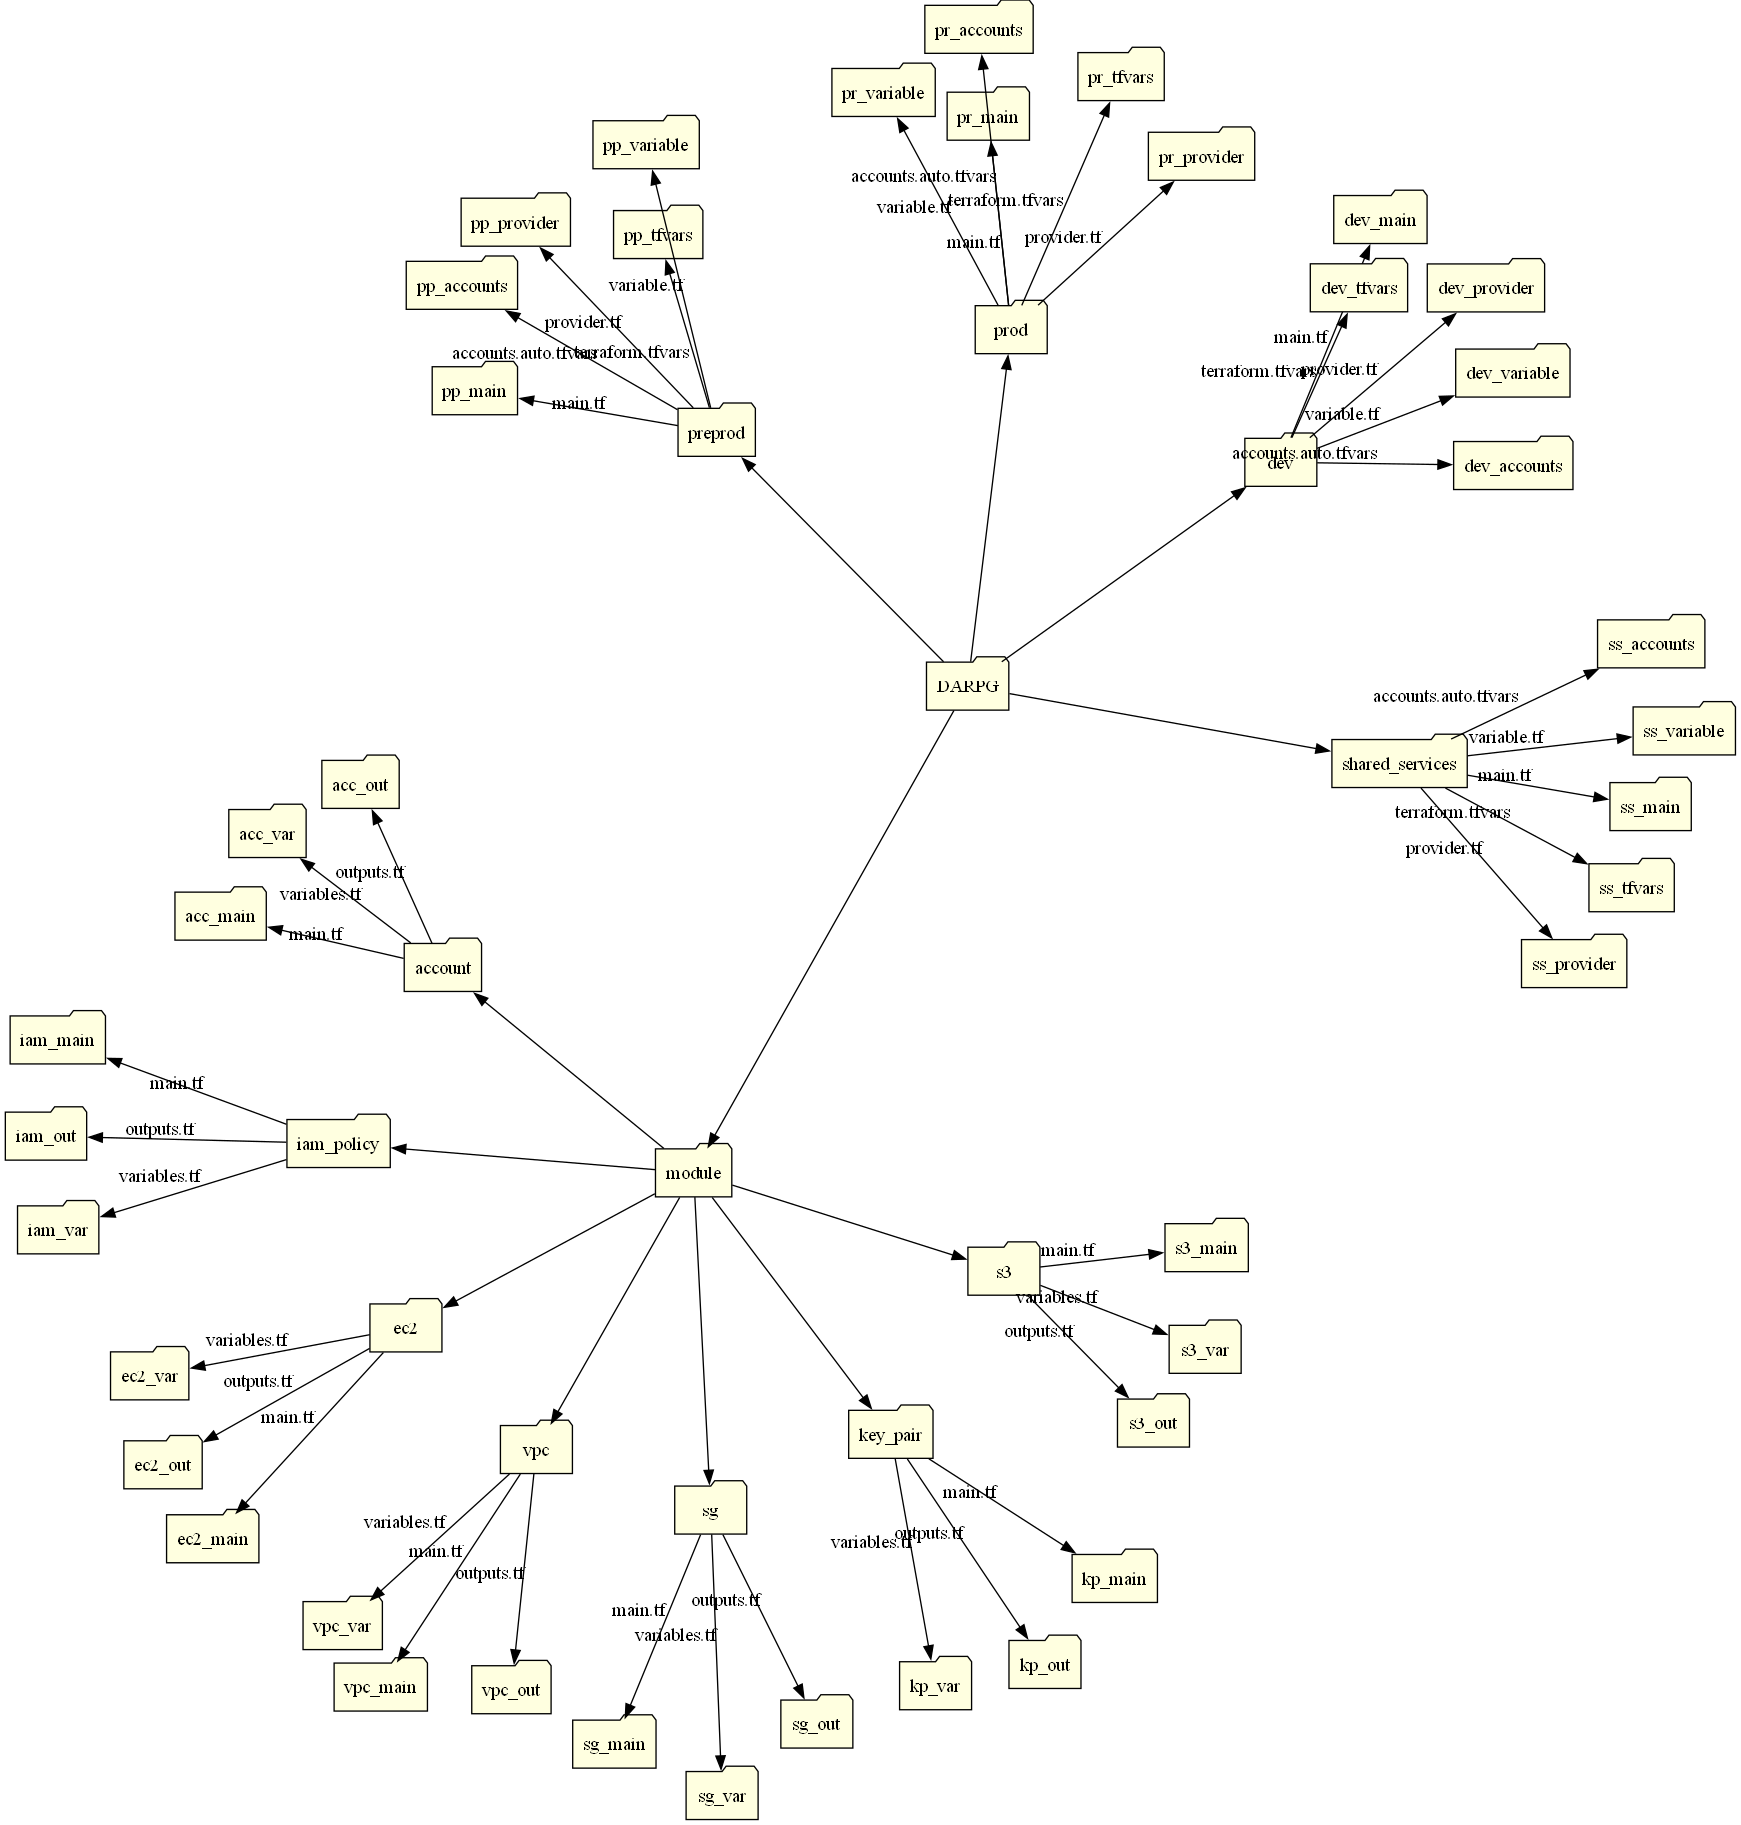 pr_accounts
pr_tfvars
pr_variable
pr_main
pp_variable
pr_provider
accounts.auto.tfvars
terraform.tfvars
variable.tf
main.tf
provider.tf
pp_provider
pp_tfvars
dev_main
pp_accounts
variable.tf
dev_tfvars
dev_provider
provider.tf
prod
main.tf
accounts.auto.tfvars
terraform.tfvars
terraform.tfvars
provider.tf
dev_variable
pp_main
main.tf
variable.tf
preprod
accounts.auto.tfvars
dev
dev_accounts
ss_accounts
DARPG
accounts.auto.tfvars
variable.tf
ss_variable
shared_services
main.tf
ss_main
terraform.tfvars
provider.tf
ss_tfvars
ss_provider
acc_out
acc_var
outputs.tf
variables.tf
acc_main
main.tf
account
iam_main
main.tf
iam_out
outputs.tf
iam_policy
variables.tf
module
iam_var
s3
main.tf
s3_main
variables.tf
outputs.tf
s3_var
s3_out
ec2
variables.tf
ec2_var
outputs.tf
main.tf
ec2_out
ec2_main
vpc
key_pair
main.tf
sg
variables.tf
main.tf
outputs.tf
variables.tf
outputs.tf
kp_main
main.tf
outputs.tf
variables.tf
vpc_var
vpc_main
vpc_out
kp_out
kp_var
sg_main
sg_out
sg_var